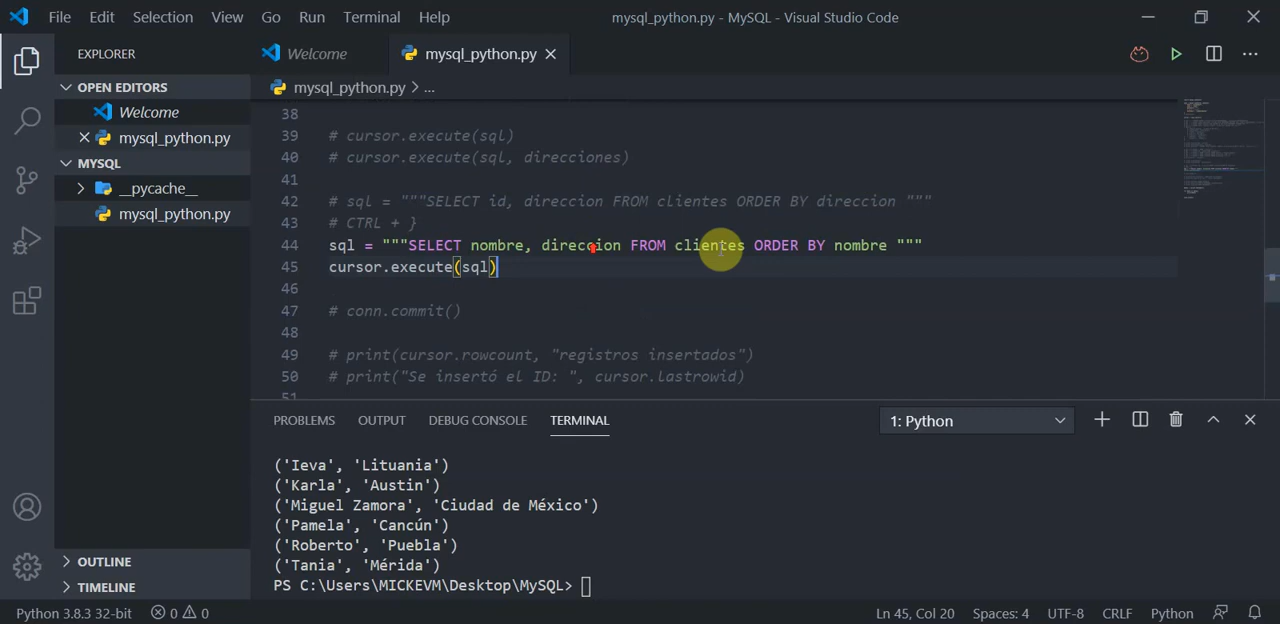 File Edit Selection View Go Run Terminal Help mysql_python.py - MySQL - Visual Studio Code
EXPLORER
Welcome mysql_python.py
OPEN EDITORS
mysql_python.py > ...
Welcome
mysql_python.py
MYSQL
__pycache__
mysql_python.py
38
39 # cursor.execute(sql)
40 # cursor.execute(sql, direcciones)
41
42 # sql = """SELECT id, direccion FROM clientes ORDER BY direccion """
43 # CTRL + }
44 sql = """SELECT nombre, direccion FROM clientes ORDER BY nombre """
45 cursor.execute(sql)
46
47 # conn.commit()
48
49 # print(cursor.rowcount, "registros insertados")
50 # print("Se insertó el ID: ", cursor.lastrowid)
51
PROBLEMS OUTPUT DEBUG CONSOLE TERMINAL 1: Python
('Ieva', 'Lituania')
('Karla', 'Austin')
('Miguel Zamora', 'Ciudad de México')
('Pamela', 'Cancún')
('Roberto', 'Puebla')
('Tania', 'Mérida')
PS C:\Users\MICKEVM\Desktop\MySQL>
OUTLINE
TIMELINE
Python 3.8.3 32-bit 0 0 Ln 45, Col 20 Spaces: 4 UTF-8 CRLF Python